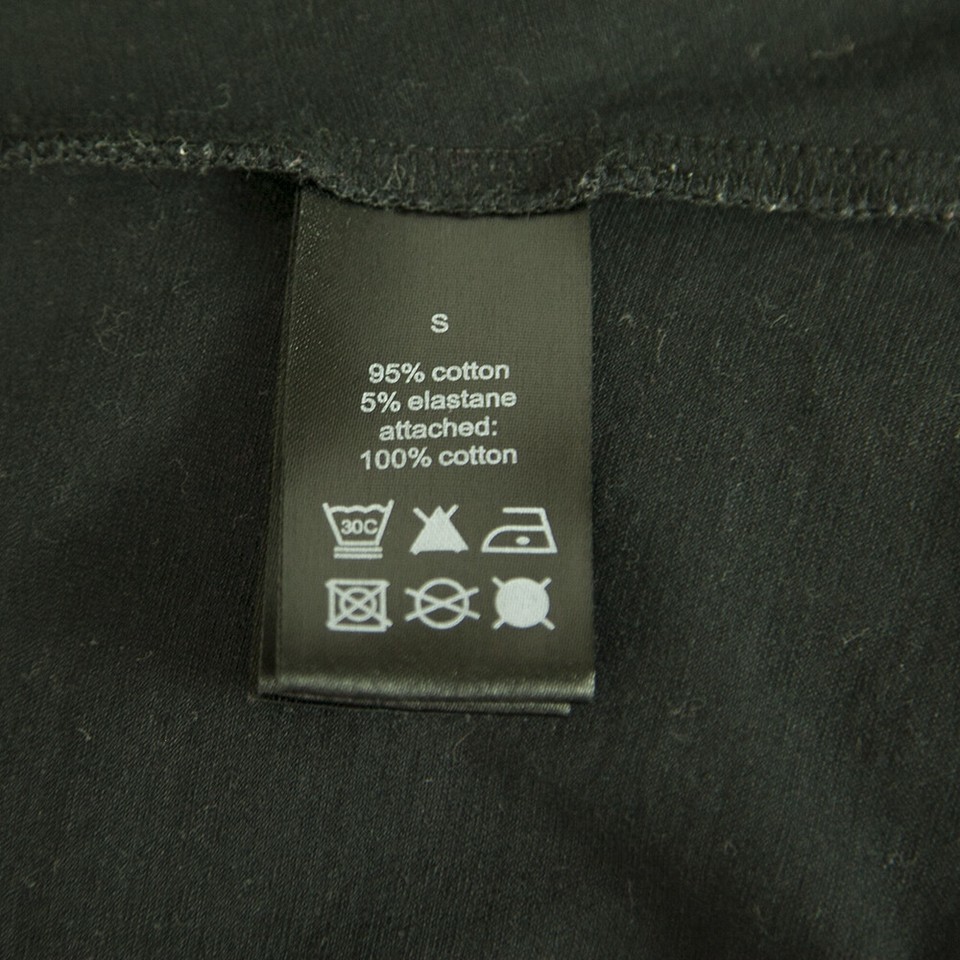 S
95% cotton
5% elastane
attached:
100% cotton
30C